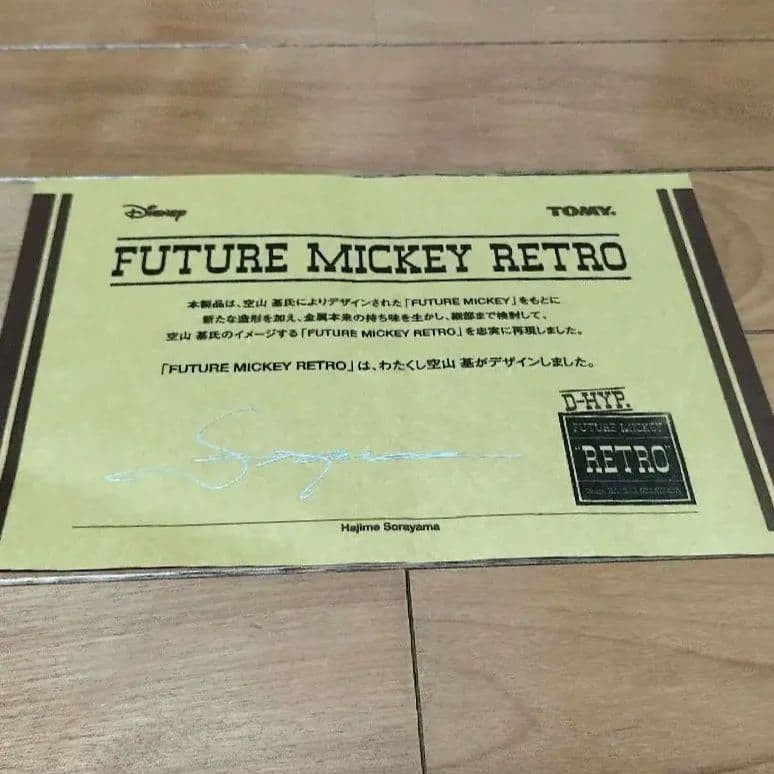 Disney
TOMY.
FUTURE MICKEY RETRO
本製品は、空山 基氏によりデザインされた「FUTURE MICKEY」をもとに
新たな造形を加え、金属本来の持ち味を生かし、細部まで検討して、
空山 基氏のイメージする「FUTURE MICKEY RETRO」を忠実に再現しました。
「FUTURE MICKEY RETRO」は、わたくし空山 基がデザインしました。
Sorayama
D-HYP.
FUTURE MICKEY
"RETRO"
Hajime Sorayama